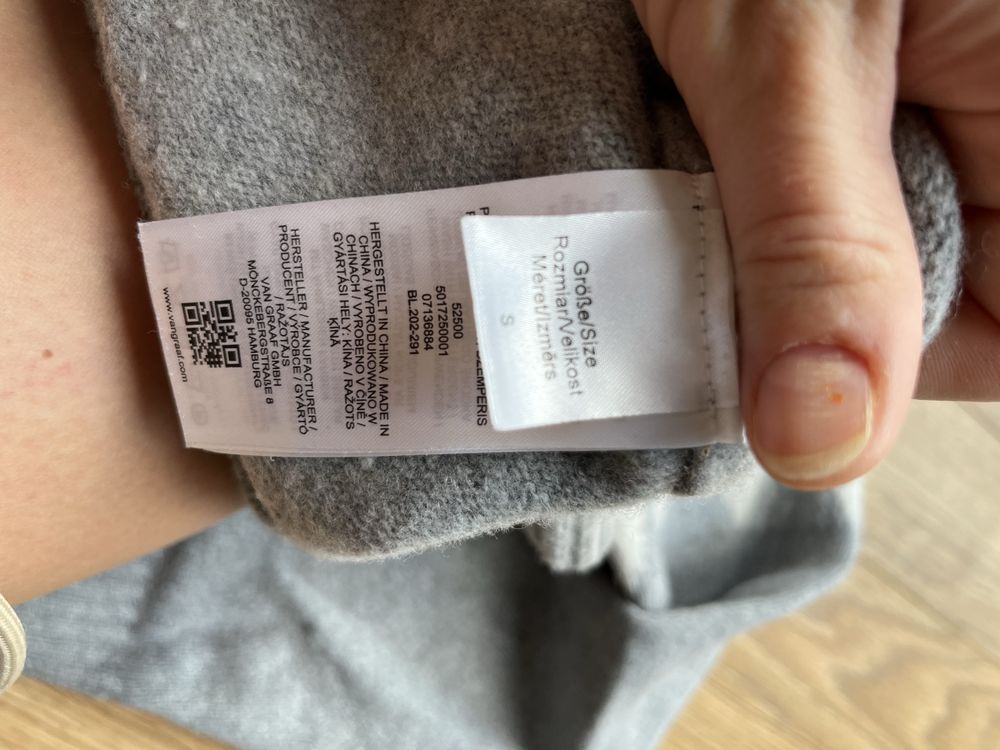 Größe/Size
Rozmiar/Velikost
Méret/Izmērs
S
52500
5017250001
07136884
BL.202-291
HERGESTELLT IN CHINA / MADE IN
CHINA / WYPRODUKOWANO W
CHINACH / VYROBENO V ČÍNĚ /
GYÁRTÁSI HELY: KÍNA / RAŽOTS
ĶĪNĀ
HERSTELLER / MANUFACTURER /
PRODUCENT / VÝROBCE / GYÁRTÓ
/ RAŽOTĀJS
VAN GRAAF GMBH
MÖNCKEBERGSTRAßE 8
D-20095 HAMBURG
www.vangraaf.com